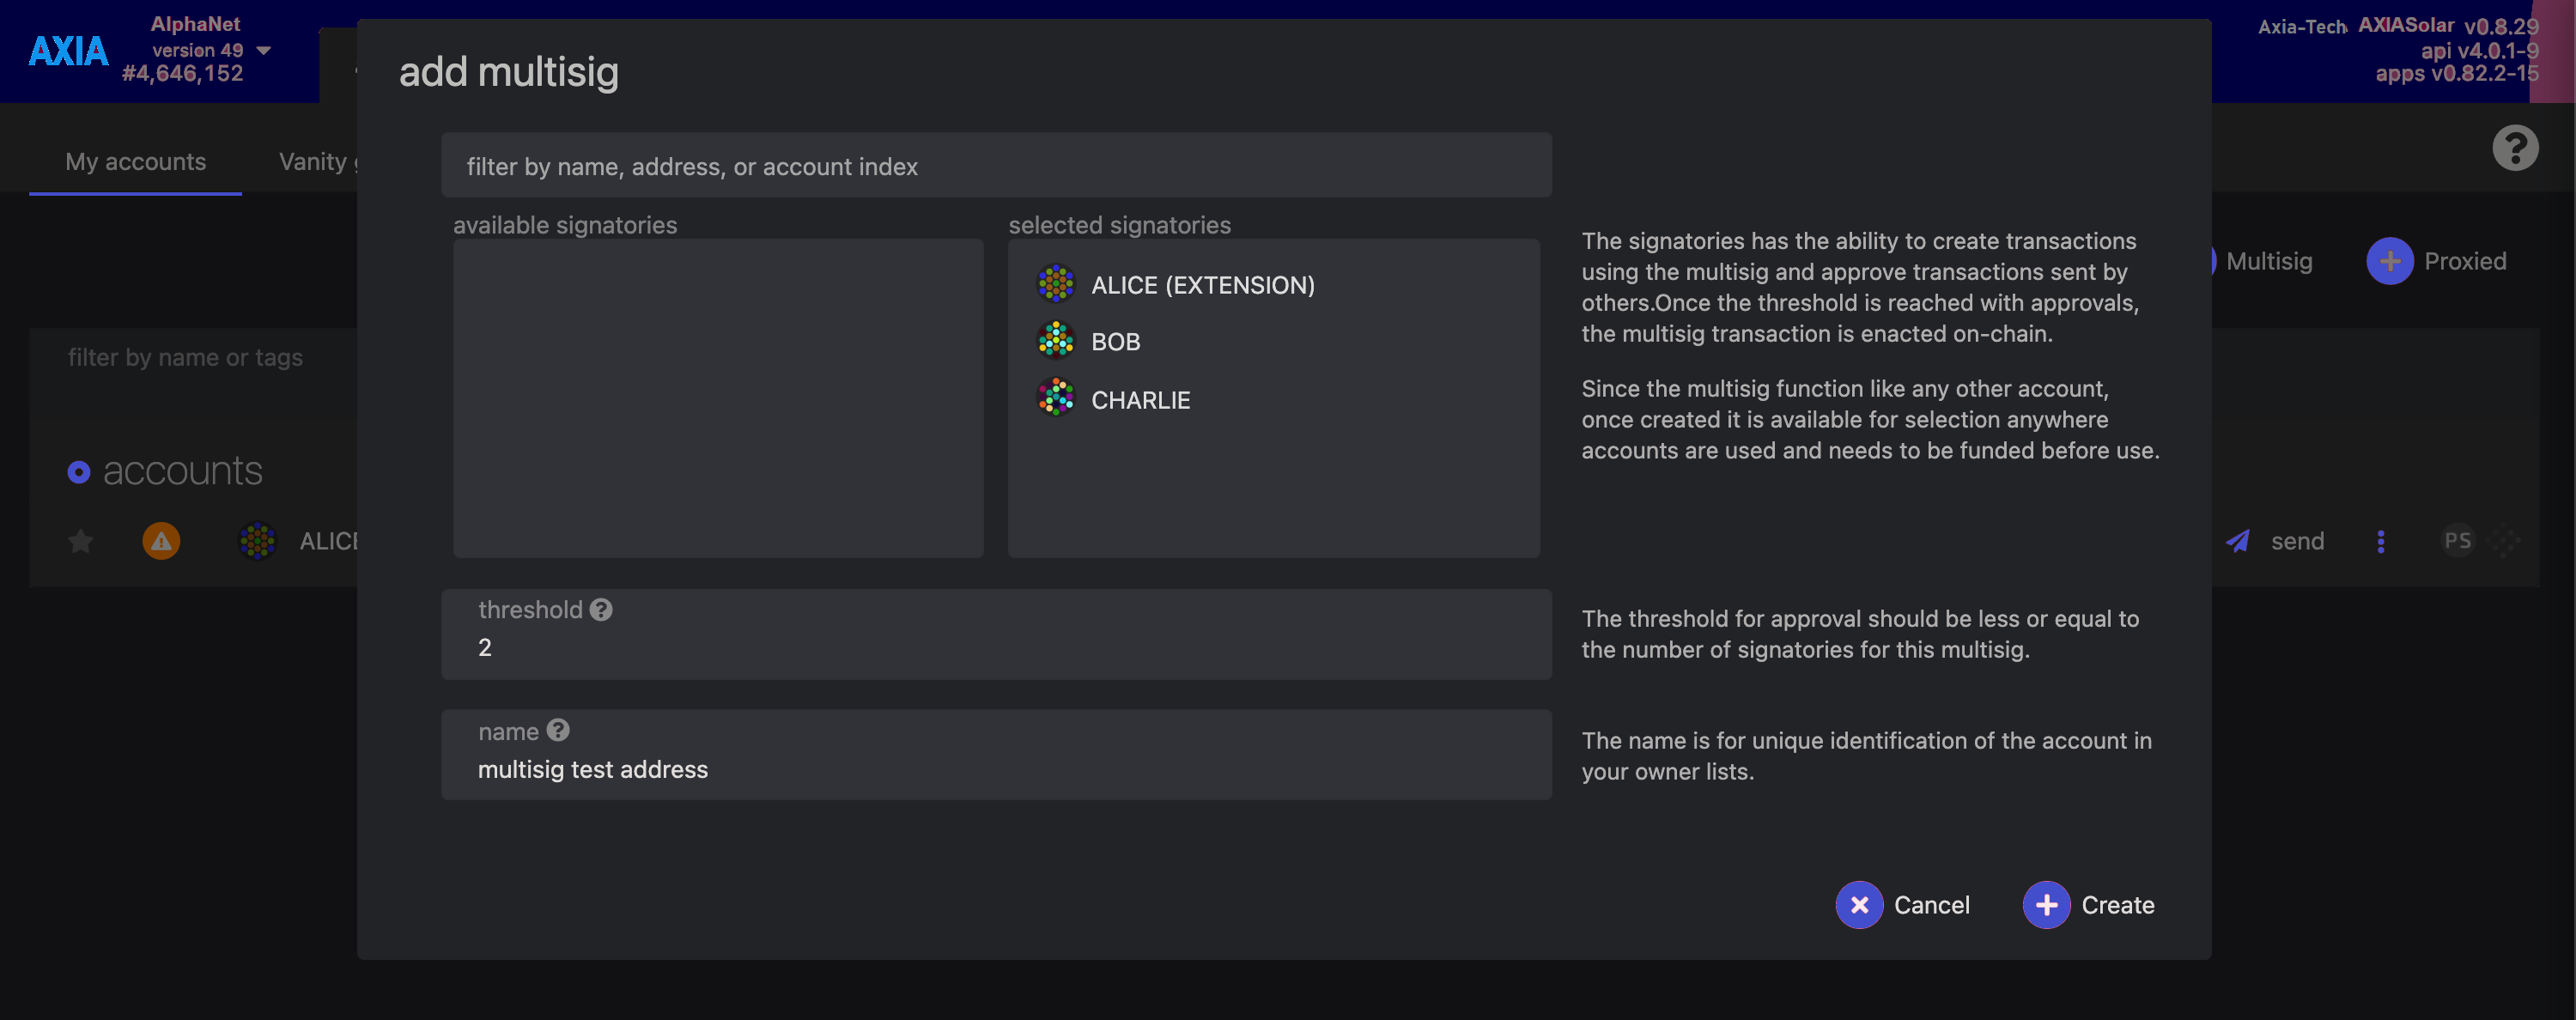 AXIA
AlphaNet
version 49
#4,646,152
Axia-Tech
AXIASolar v0.8.29
api v4.0.1-9
apps v0.82.2-15
My accounts
Vanity
add multisig
filter by name, address, or account index
available signatories
selected signatories
ALICE (EXTENSION)
BOB
CHARLIE
The signatories has the ability to create transactions
using the multisig and approve transactions sent by
others.Once the threshold is reached with approvals,
the multisig transaction is enacted on-chain.
Since the multisig function like any other account,
once created it is available for selection anywhere
accounts are used and needs to be funded before use.
Multisig
Proxied
filter by name or tags
accounts
ALICE
send
PS
threshold
2
The threshold for approval should be less or equal to
the number of signatories for this multisig.
name
multisig test address
The name is for unique identification of the account in
your owner lists.
Cancel
Create